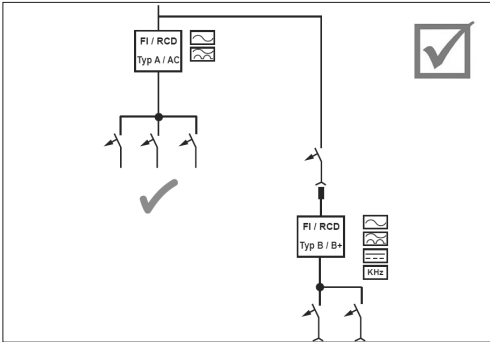 FI / RCD
Typ A / AC
FI / RCD
Typ B / B+
KHz